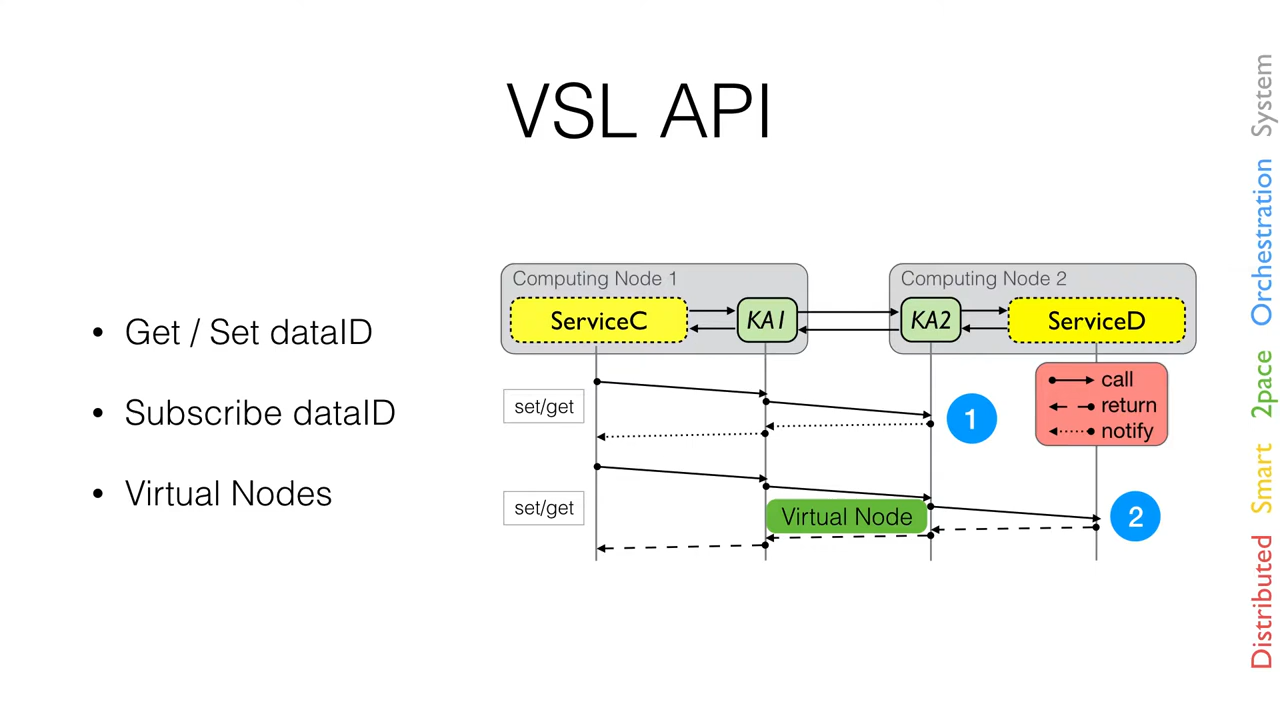 VSL API
• Get / Set dataID
• Subscribe dataID
• Virtual Nodes
Computing Node 1
Computing Node 2
ServiceC
KA1
KA2
ServiceD
set/get
1
call
return
notify
set/get
Virtual Node
2
Distributed Smart 2pace Orchestration System